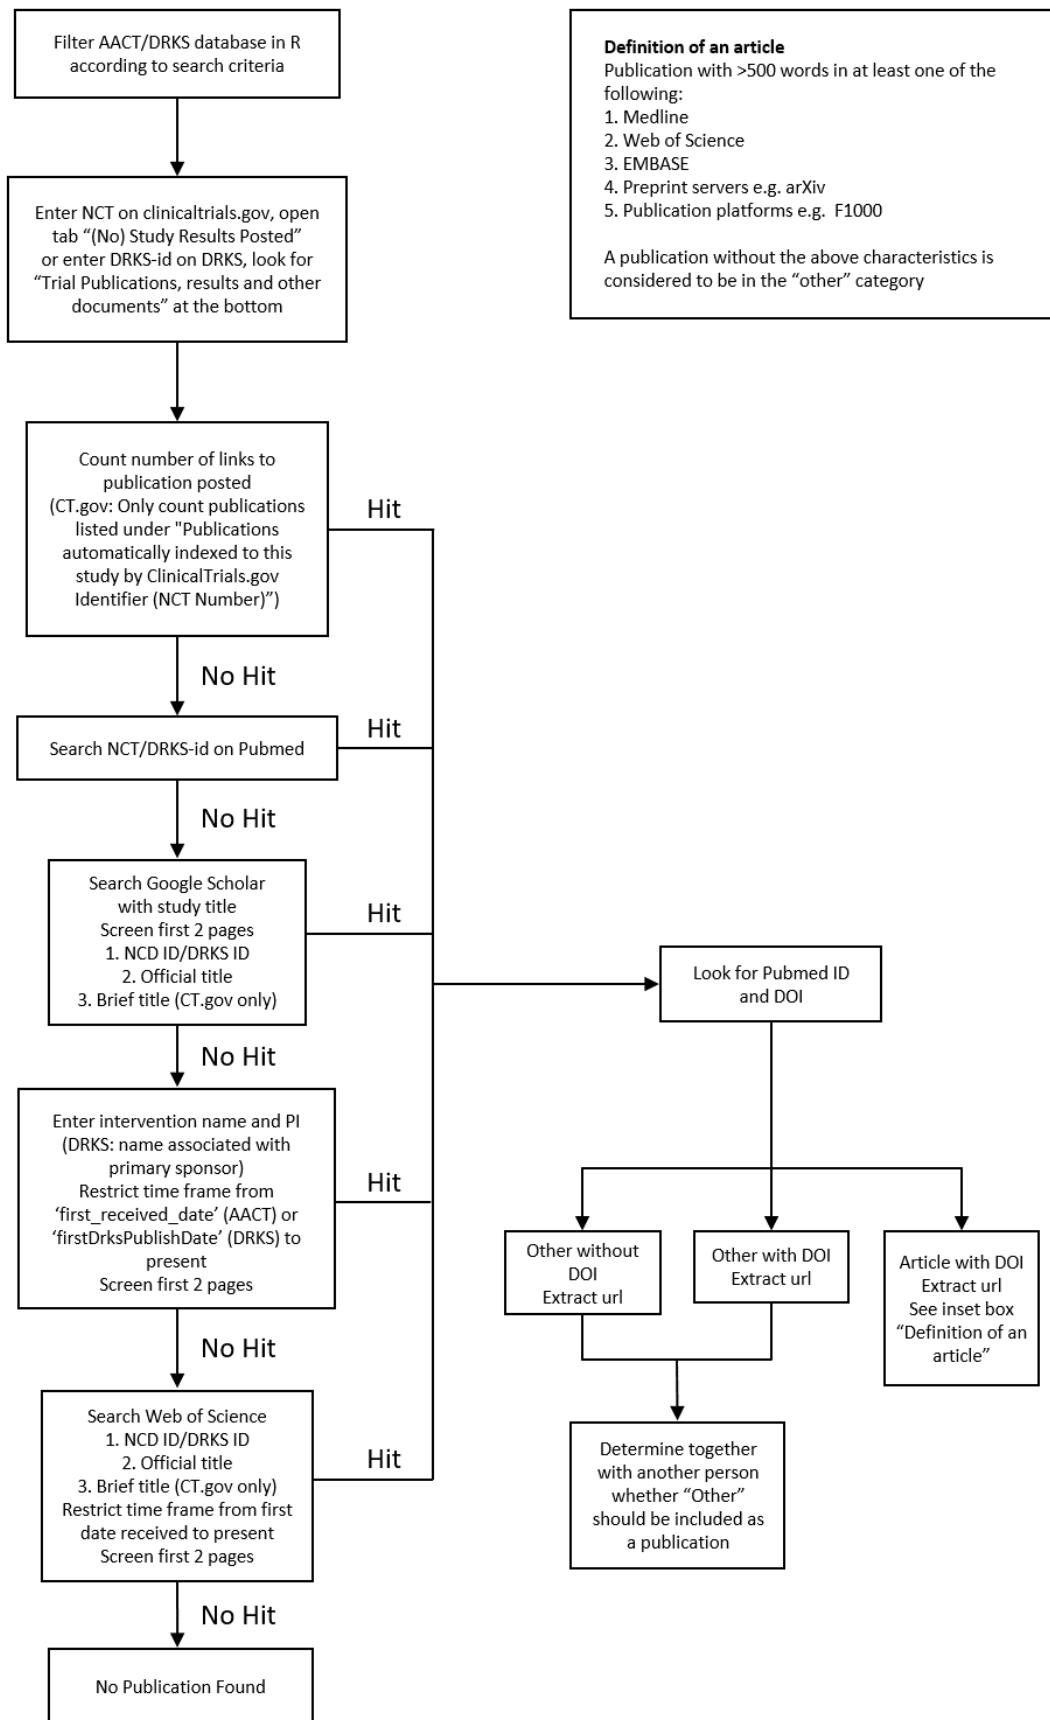 Filter AACT/DRKS database in R
according to search criteria
Definition of an article
Publication with >500 words in at least one of the
following:
1. Medline
2. Web of Science
3. EMBASE
4. Preprint servers e.g. arXiv
5. Publication platforms e.g.  F1000
A publication without the above characteristics is
considered to be in the “other” category
Enter NCT on clinicaltrials.gov, open
tab “(No) Study Results Posted”
or enter DRKS-id on DRKS, look for
“Trial Publications, results and other
documents” at the bottom
Count number of links to
publication posted
(CT.gov: Only count publications
listed under "Publications
automatically indexed to this
study by ClinicalTrials.gov
Identifier (NCT Number)”)
Hit
No Hit
Search NCT/DRKS-id on Pubmed
Hit
No Hit
Search Google Scholar
with study title
Screen first 2 pages
1. NCD ID/DRKS ID
2. Official title
3. Brief title (CT.gov only)
Hit
No Hit
Enter intervention name and PI
(DRKS: name associated with
primary sponsor)
Restrict time frame from
‘first_received_date’ (AACT) or
‘firstDrksPublishDate’ (DRKS) to
present
Screen first 2 pages
Hit
No Hit
Search Web of Science
1. NCD ID/DRKS ID
2. Official title
3. Brief title (CT.gov only)
Restrict time frame from first
date received to present
Screen first 2 pages
Hit
No Hit
No Publication Found
Look for Pubmed ID
and DOI
Other without
DOI
Extract url
Other with DOI
Extract url
Article with DOI
Extract url
See inset box
“Definition of an
article”
Determine together
with another person
whether “Other”
should be included as
a publication